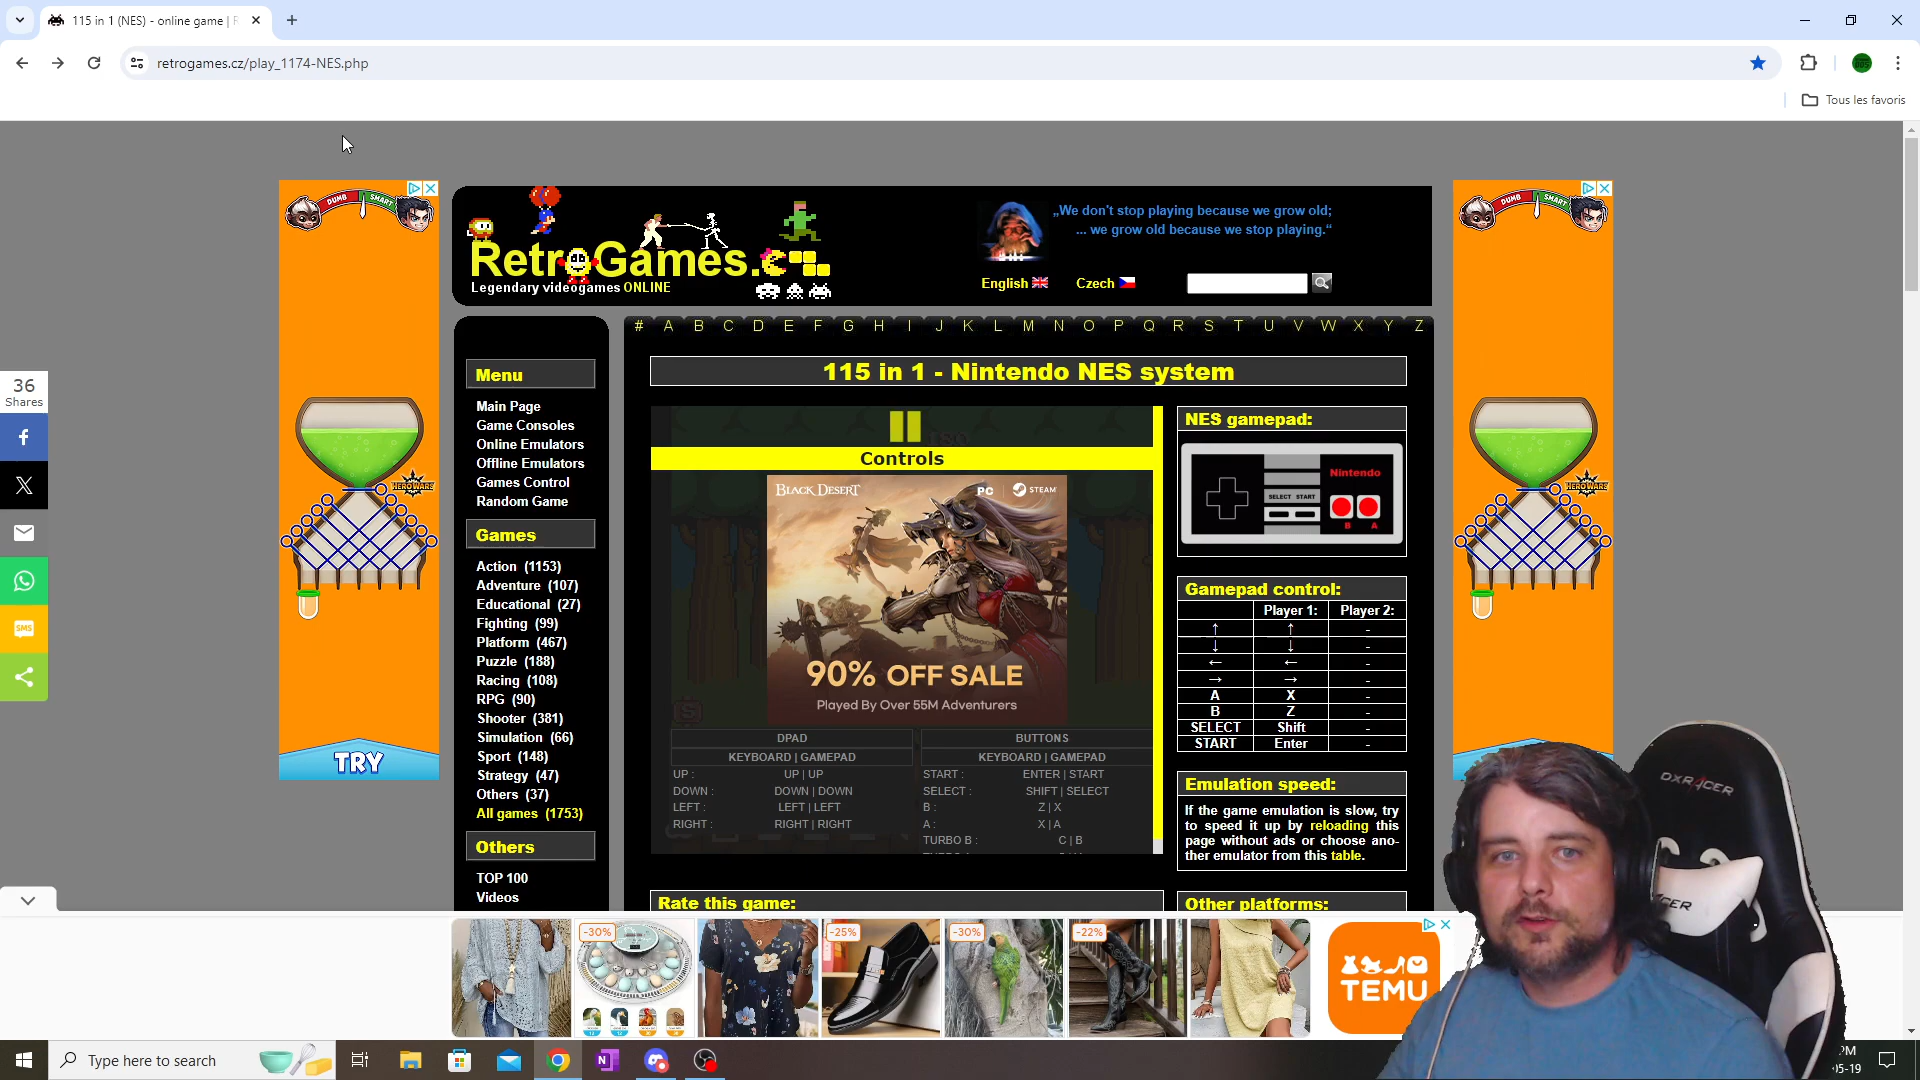 115 in 1 (NES) - online game |
retrogames.cz/play_1174-NES.php
Tous les favoris
DUMB
SMART
HEROWARS
TRY
36
Shares
SMS
RetroGames.cz
Legendary videogames ONLINE
„We don't stop playing because we grow old;
... we grow old because we stop playing.“
English
Czech
# A B C D E F G H I J K L M N O P Q R S T U V W X Y Z
Menu
Main Page
Game Consoles
Online Emulators
Offline Emulators
Games Control
Random Game
Games
Action (1153)
Adventure (107)
Educational (27)
Fighting (99)
Platform (467)
Puzzle (188)
Racing (108)
RPG (90)
Shooter (381)
Simulation (66)
Sport (148)
Strategy (47)
Others (37)
All games (1753)
Others
TOP 100
Videos
115 in 1 - Nintendo NES system
Controls
BLACK DESERT
PC | STEAM
90% OFF SALE
Played By Over 55M Adventurers
DPAD
KEYBOARD | GAMEPAD
UP : UP | UP
DOWN : DOWN | DOWN
LEFT : LEFT | LEFT
RIGHT : RIGHT | RIGHT
BUTTONS
KEYBOARD | GAMEPAD
START : ENTER | START
SELECT : SHIFT | SELECT
B : Z | X
A : X | A
TURBO B : C | B
Rate this game:
NES gamepad:
Nintendo
SELECT START
B A
Gamepad control:
Player 1: Player 2:
↑ ↑ -
↓ ↓ -
← ← -
→ → -
A X -
B Z -
SELECT Shift -
START Enter -
Emulation speed:
If the game emulation is slow, try
to speed it up by reloading this
page without ads or choose ano-
ther emulator from this table.
Other platforms:
DUMB
SMART
HEROWARS
-30%
-25%
-30%
-22%
TEMU
DXRACER
Type here to search
05-19